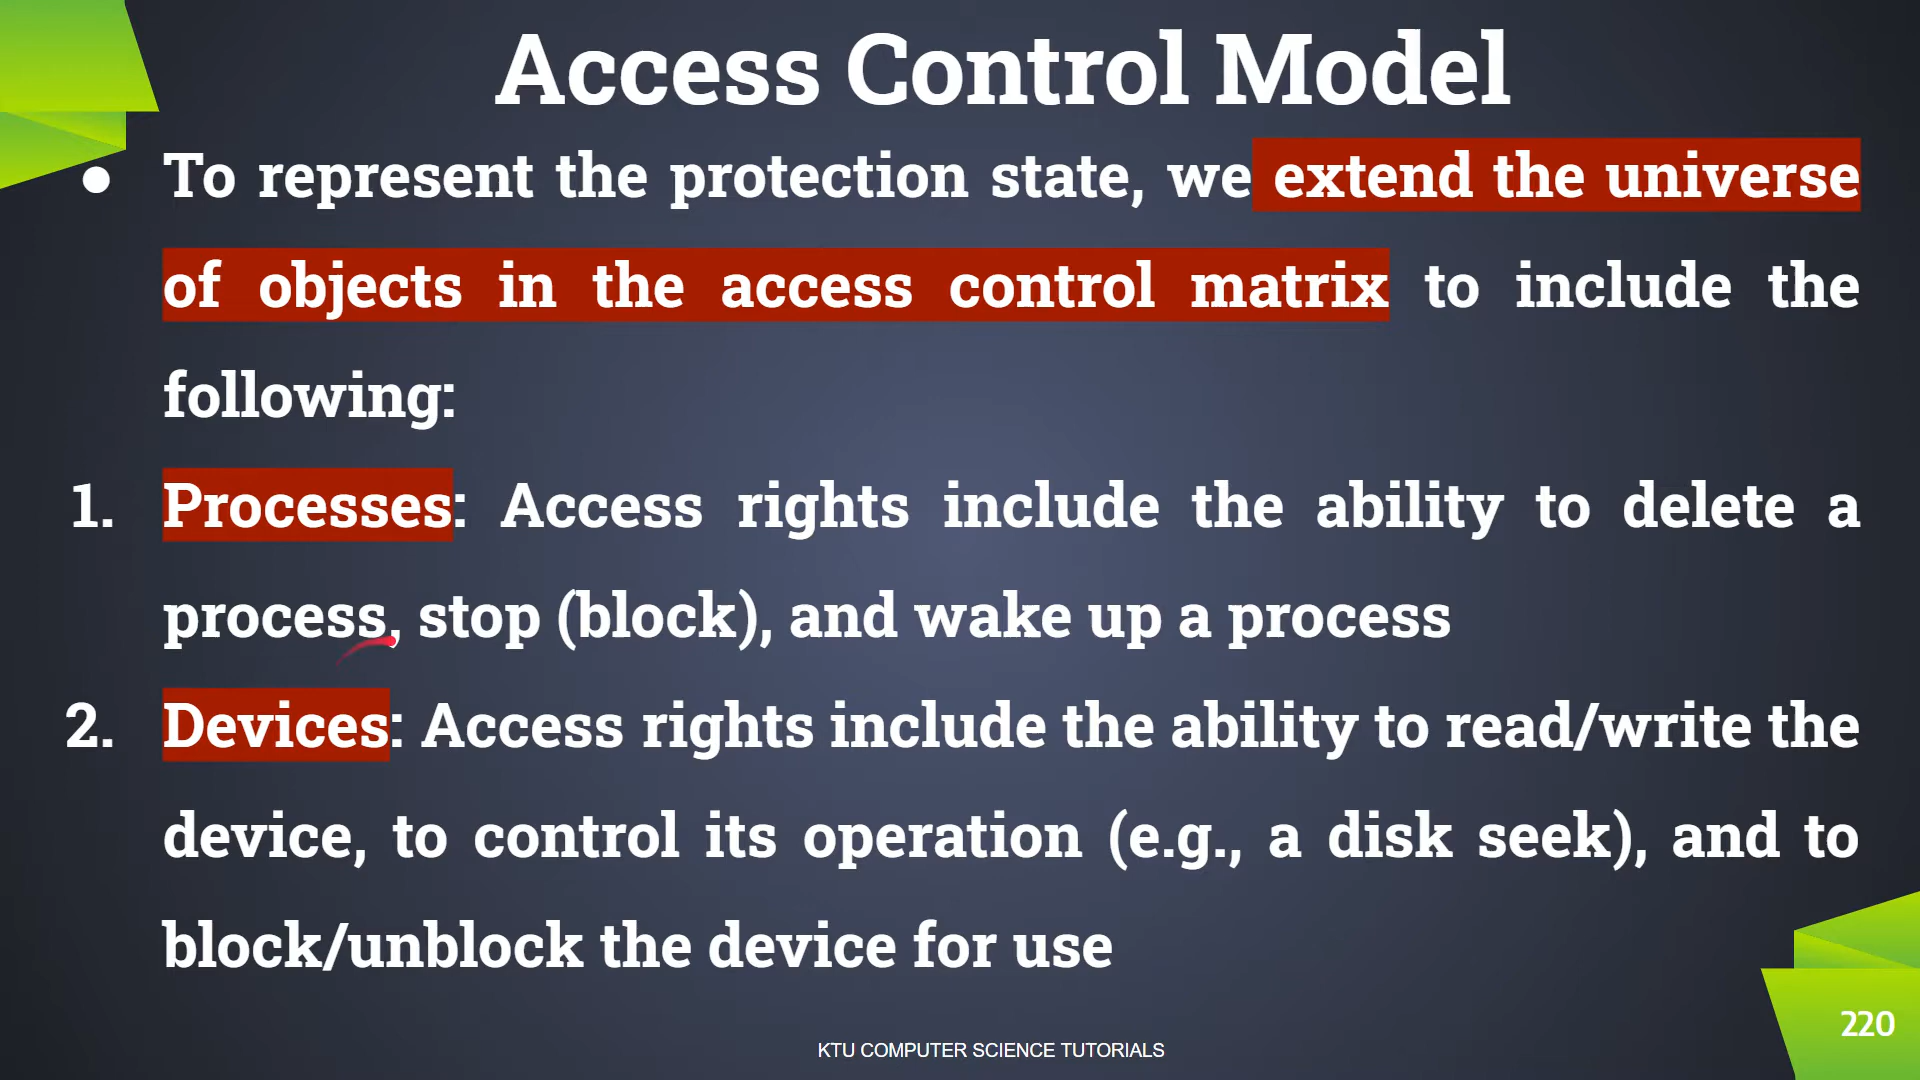 Access Control Model
● To represent the protection state, we extend the universe
of objects in the access control matrix to include the
following:
1. Processes: Access rights include the ability to delete a
process, stop (block), and wake up a process
2. Devices: Access rights include the ability to read/write the
device, to control its operation (e.g., a disk seek), and to
block/unblock the device for use
220
KTU COMPUTER SCIENCE TUTORIALS